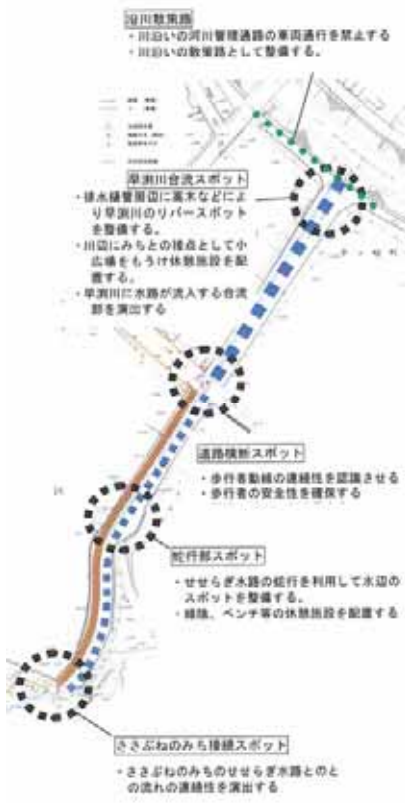 沿川散策路
・川沿いの河川管理通路の車両通行を禁止する
・川沿いの散策路として整備する。
早渕川合流スポット
・排水樋管周辺に高木などによ
り早渕川のリバースポット
を整備する。
・川辺にみちとの接点として小
広場をもうけ休憩施設を配
置する。
・早渕川に水路が流入する合流
部を演出する
道路横断スポット
・歩行者動線の連続性を認識させる
・歩行者の安全性を確保する
蛇行部スポット
・せせらぎ水路の蛇行を利用して水辺の
スポットを整備する。
・緑陰、ベンチ等の休憩施設を配置する
ささぶねのみち接続スポット
・ささぶねのみちのせせらぎ水路とのと
の流れの連続性を演出する